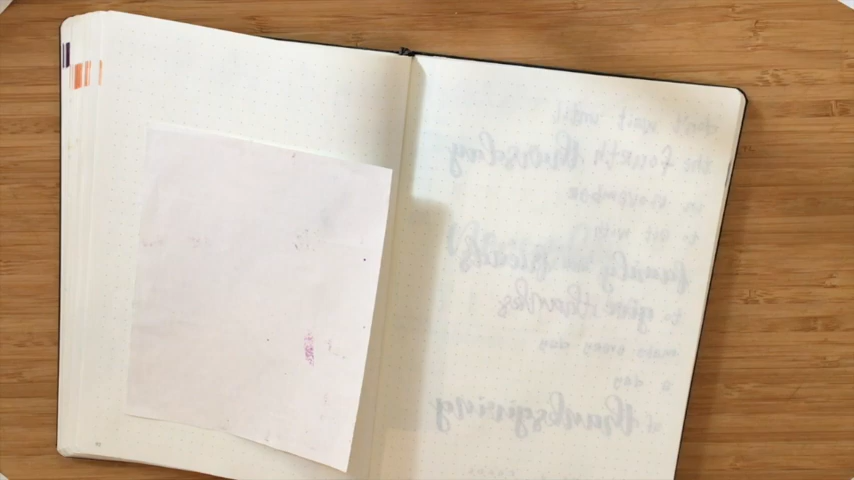 don't wait until
the fourth thursday
in november
to sit with
family & friends
to give thanks
make every day
a day
of thanksgiving